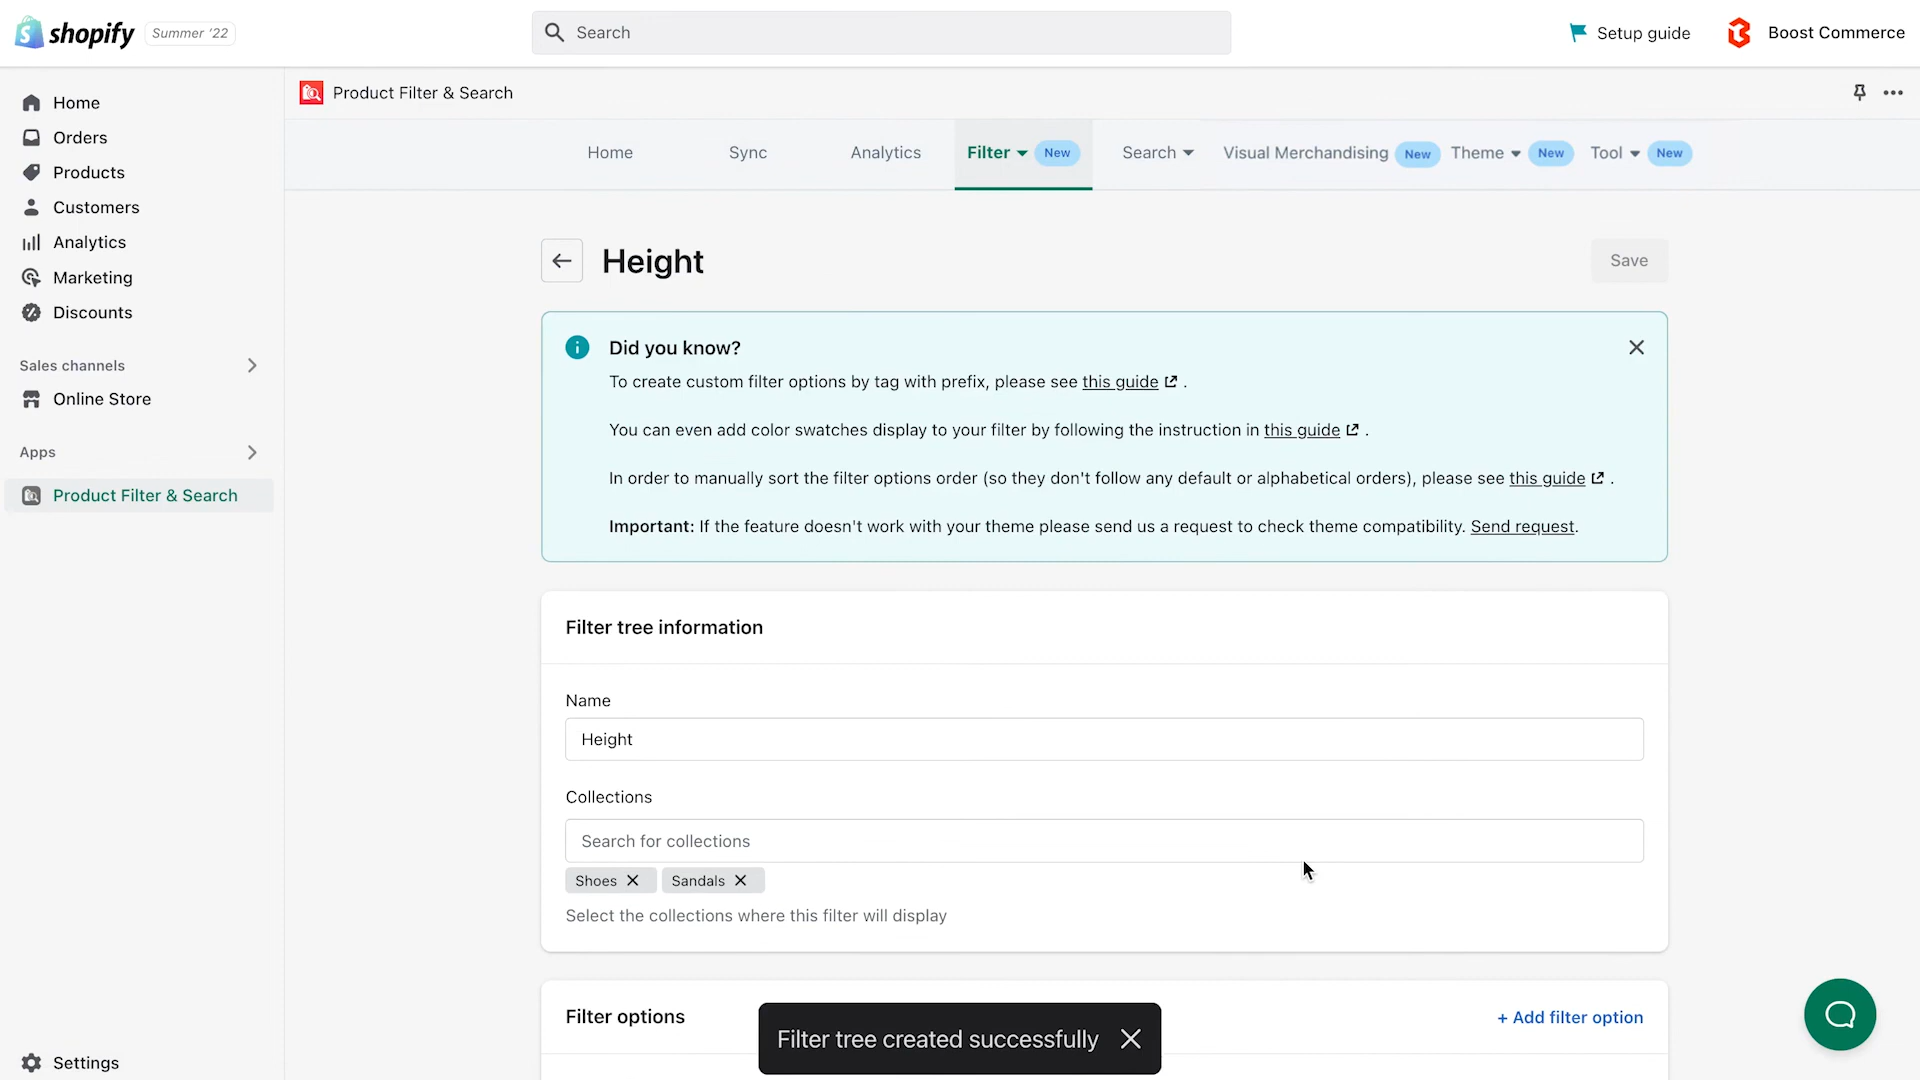 shopify
Summer '22
Search
Setup guide
Boost Commerce
Home
Orders
Products
Customers
Analytics
Marketing
Discounts
Sales channels
Online Store
Apps
Product Filter & Search
Settings
Product Filter & Search
Home
Sync
Analytics
Filter New
Search
Visual Merchandising New
Theme New
Tool New
Height
Save
Did you know?
To create custom filter options by tag with prefix, please see this guide .
You can even add color swatches display to your filter by following the instruction in this guide .
In order to manually sort the filter options order (so they don't follow any default or alphabetical orders), please see this guide .
Important: If the feature doesn't work with your theme please send us a request to check theme compatibility. Send request.
Filter tree information
Name
Height
Collections
Search for collections
Shoes
Sandals
Select the collections where this filter will display
Filter options
+ Add filter option
Filter tree created successfully